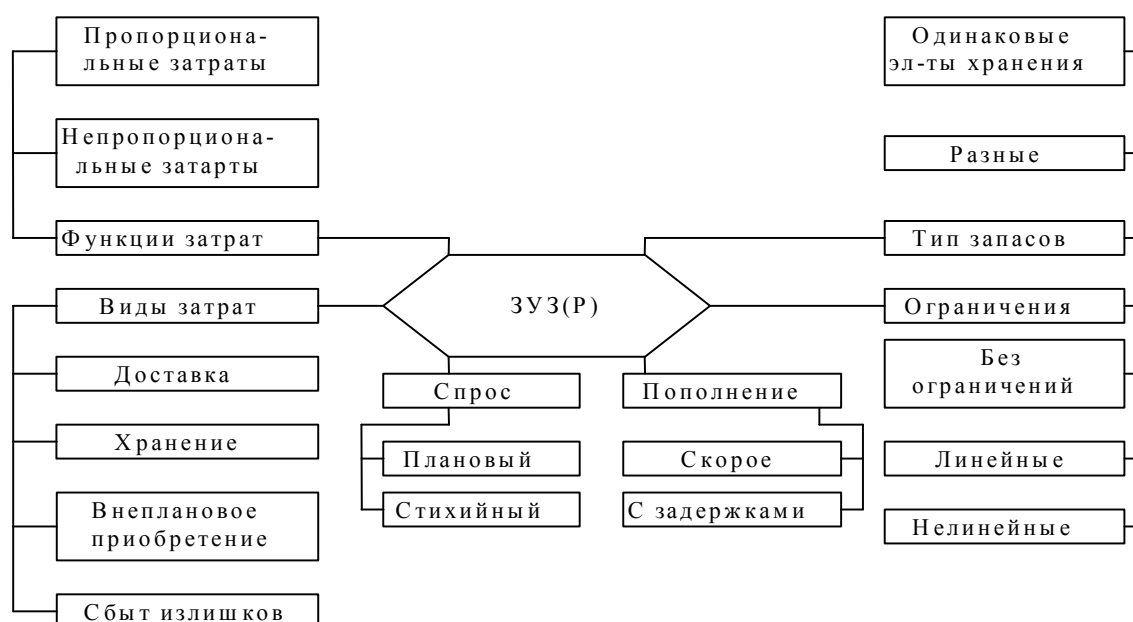 Пропорциона-
льные затраты
Непропорциона-
льные затарты
Функции затрат
Виды затрат
Доставка
Хранение
Внеплановое
приобретение
Сбыт излишков
ЗУЗ(Р)
Спрос
Плановый
Стихийный
Пополнение
Скорое
С задержками
Одинаковые
эл-ты хранения
Разные
Тип запасов
Ограничения
Без
ограничений
Линейные
Нелинейные